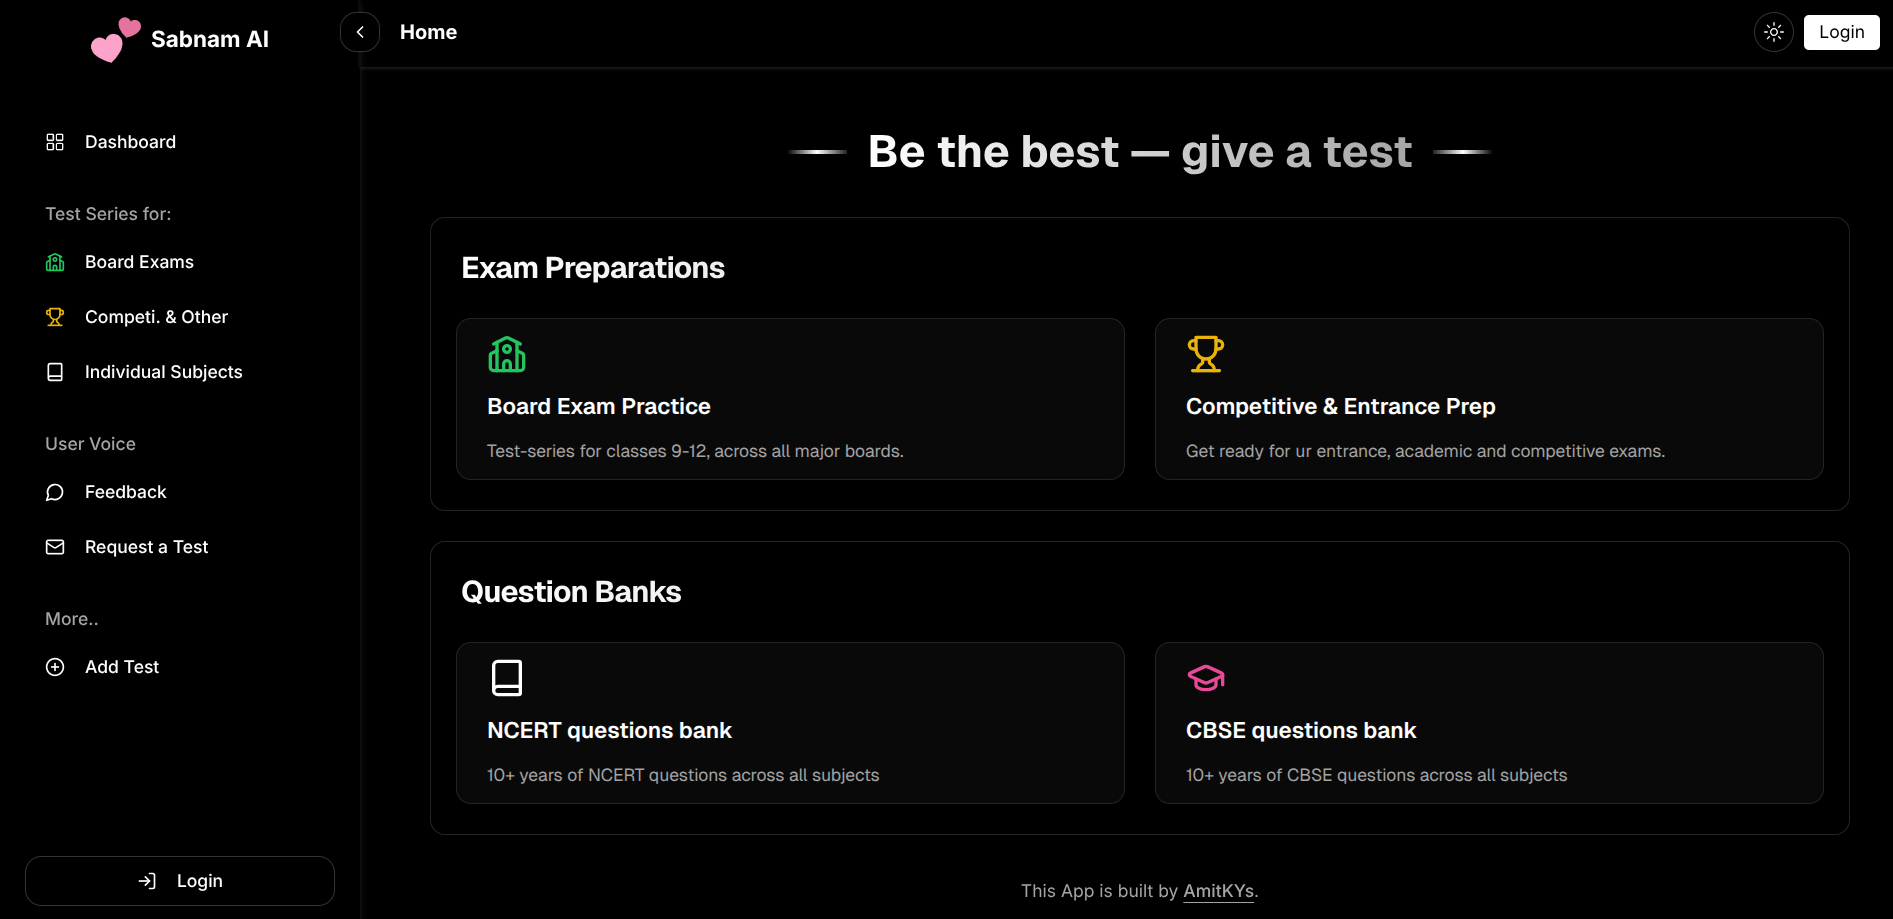 Sabnam AI
Dashboard
Test Series for:
Board Exams
Competi. & Other
Individual Subjects
User Voice
Feedback
Request a Test
More..
Add Test
Login
Home
Login
Be the best — give a test
Exam Preparations
Board Exam Practice
Test-series for classes 9-12, across all major boards.
Competitive & Entrance Prep
Get ready for ur entrance, academic and competitive exams.
Question Banks
NCERT questions bank
10+ years of NCERT questions across all subjects
CBSE questions bank
10+ years of CBSE questions across all subjects
This App is built by AmitKYs.